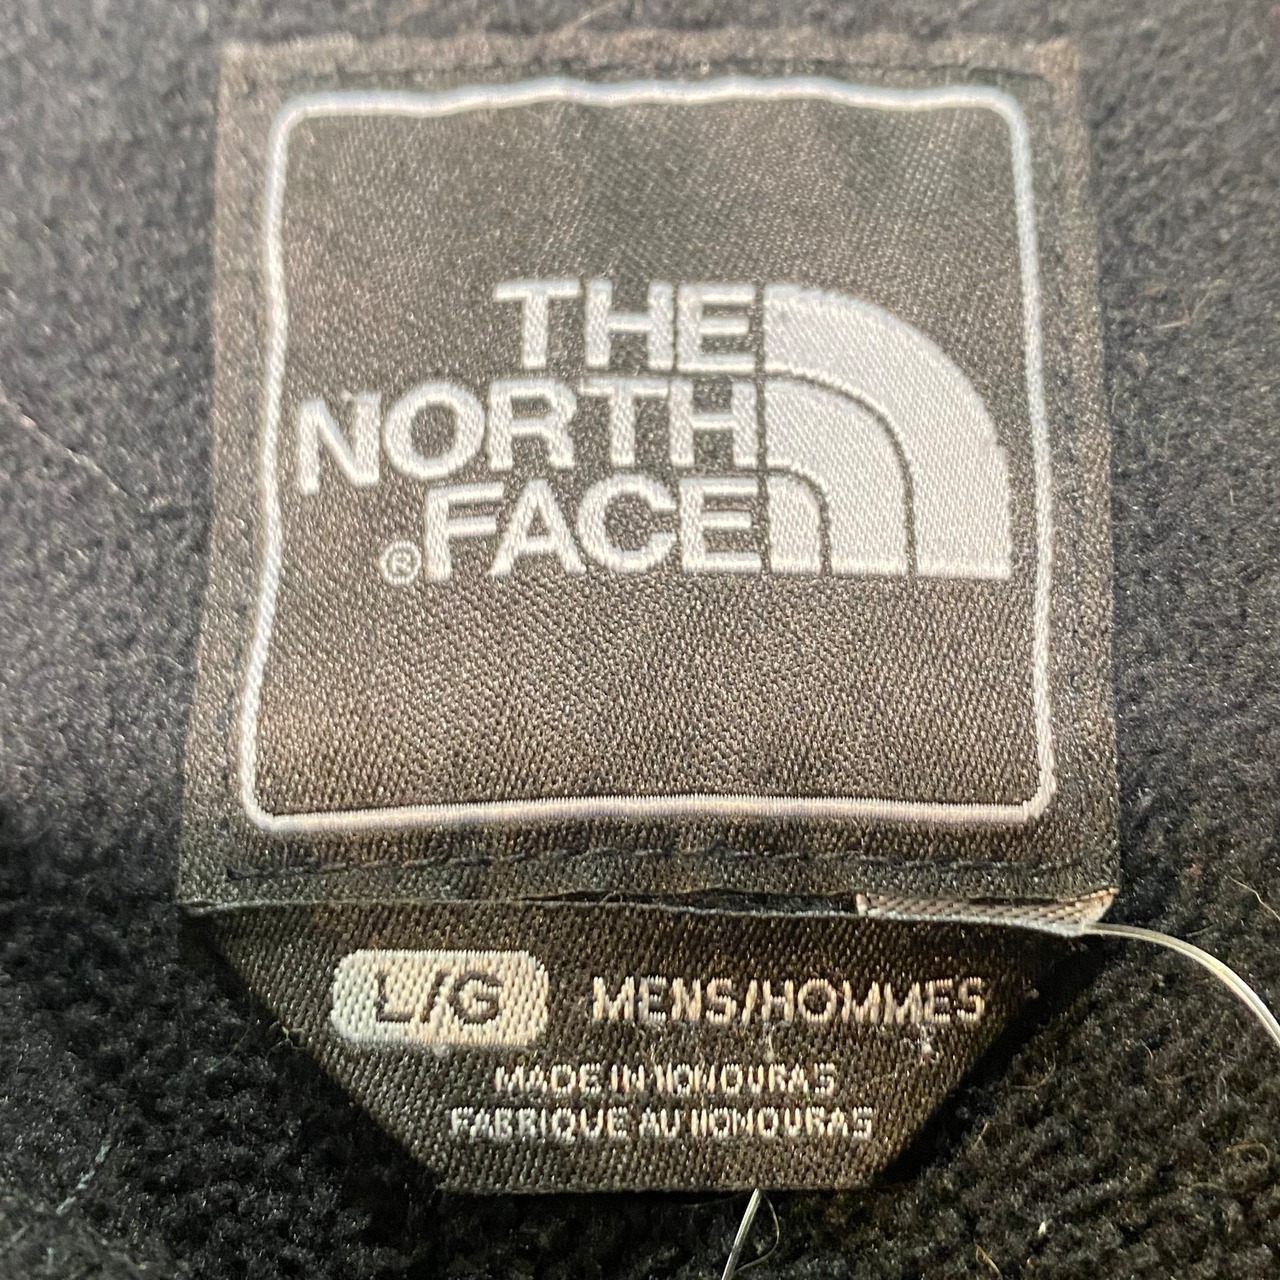 THE
NORTH
®FACE
L/G MENS/HOMMES
MADE IN HONDURAS
FABRIQUE AU HONDURAS